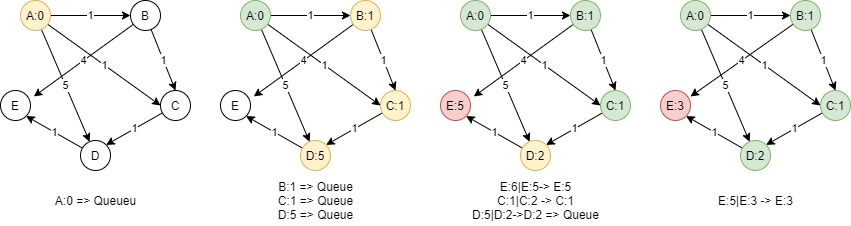 A:0
1
B
4
1
1
5
E
C
1
1
D
A:0 => Queueu
A:0
1
B:1
4
1
1
5
E
C:1
1
1
D:5
B:1 => Queue
C:1 => Queue
D:5 => Queue
A:0
1
B:1
4
1
1
5
E:5
C:1
1
1
D:2
E:6|E:5-> E:5
C:1|C:2 -> C:1
D:5|D:2->D:2 => Queue
A:0
1
B:1
4
1
1
5
E:3
C:1
1
1
D:2
E:5|E:3 -> E:3